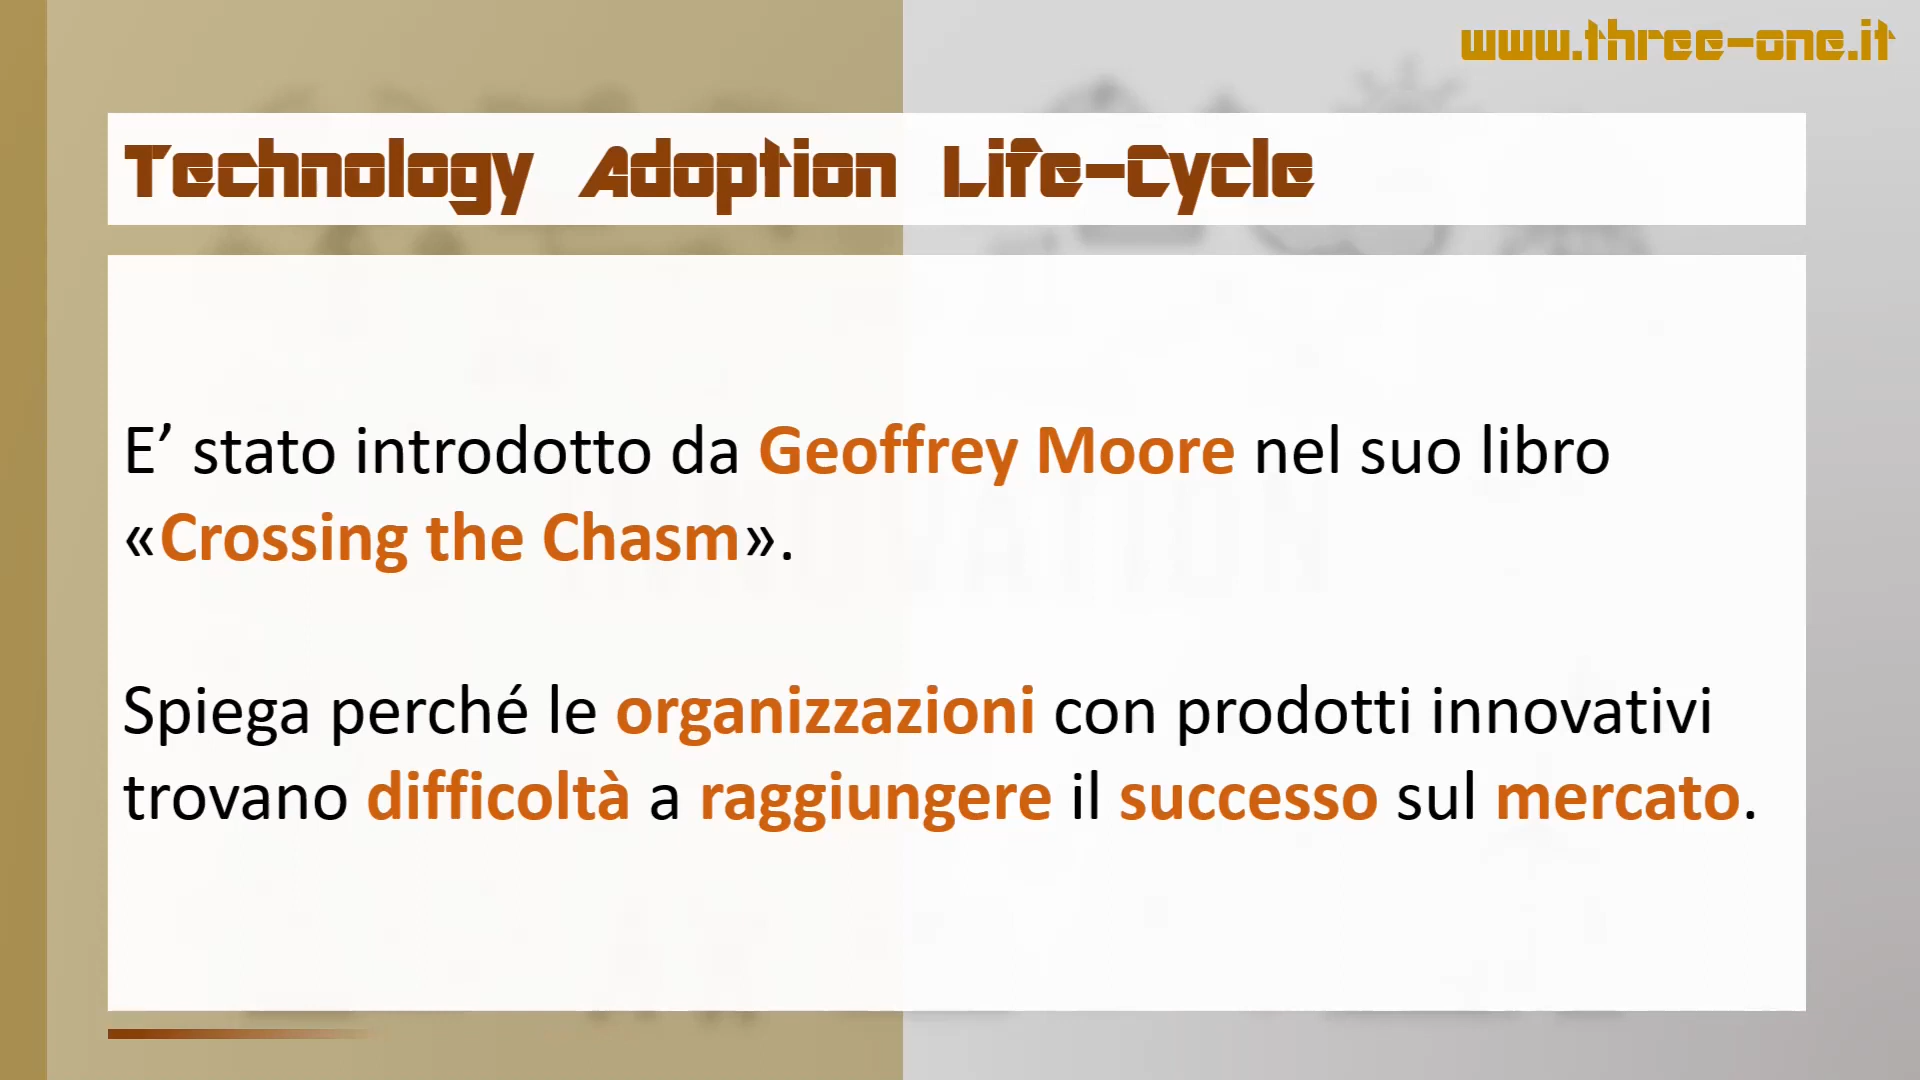 www.three-one.it
Technology Adoption Life-Cycle
E’ stato introdotto da Geoffrey Moore nel suo libro
«Crossing the Chasm».
Spiega perché le organizzazioni con prodotti innovativi
trovano difficoltà a raggiungere il successo sul mercato.